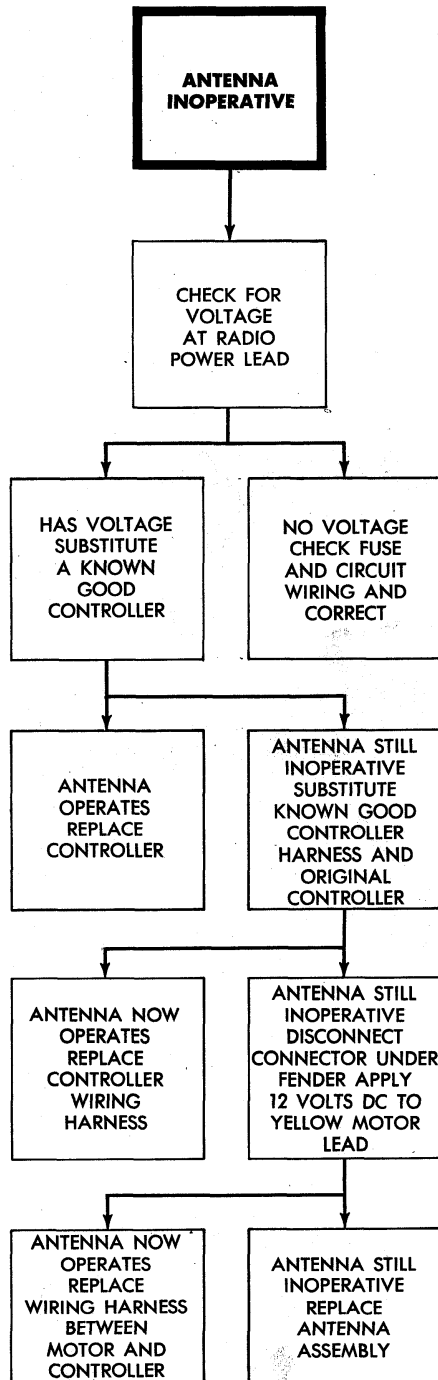 ANTENNA
INOPERATIVE
CHECK FOR
VOLTAGE
AT RADIO
POWER LEAD
HAS VOLTAGE
SUBSTITUTE
A KNOWN
GOOD
CONTROLLER
NO VOLTAGE
CHECK FUSE
AND CIRCUIT
WIRING AND
CORRECT
ANTENNA
OPERATES
REPLACE
CONTROLLER
ANTENNA STILL
INOPERATIVE
SUBSTITUTE
KNOWN GOOD
CONTROLLER
HARNESS AND
ORIGINAL
CONTROLLER
ANTENNA NOW
OPERATES
REPLACE
CONTROLLER
WIRING
HARNESS
ANTENNA STILL
INOPERATIVE
DISCONNECT
CONNECTOR UNDER
FENDER APPLY
12 VOLTS DC TO
YELLOW MOTOR
LEAD
ANTENNA NOW
OPERATES
REPLACE
WIRING HARNESS
BETWEEN
MOTOR AND
CONTROLLER
ANTENNA STILL
INOPERATIVE
REPLACE
ANTENNA
ASSEMBLY